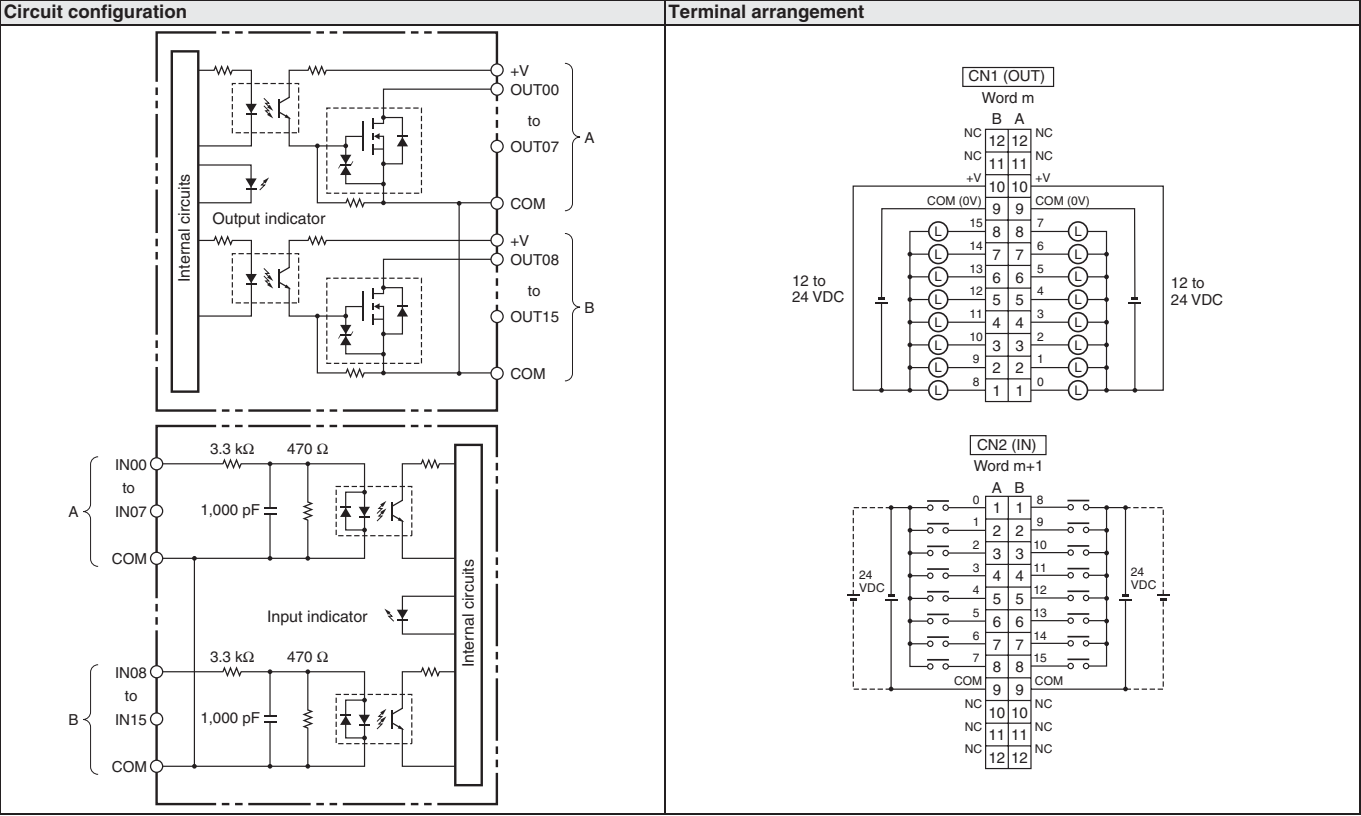 Circuit configuration
Terminal arrangement
Internal circuits
+V
OUT00
to
OUT07
COM
A
Output indicator
+V
OUT08
to
OUT15
COM
B
A
IN00
to
IN07
COM
3.3 kΩ
470 Ω
1,000 pF
Input indicator
Internal circuits
B
IN08
to
IN15
COM
3.3 kΩ
470 Ω
1,000 pF
CN1 (OUT)
Word m
B A
NC 12 12 NC
NC 11 11 NC
+V 10 10 +V
COM (0V) 9 9 COM (0V)
L 15 8 8 7 L
L 14 7 7 6 L
L 13 6 6 5 L
L 12 5 5 4 L
L 11 4 4 3 L
L 10 3 3 2 L
L 9 2 2 1 L
L 8 1 1 0 L
12 to
24 VDC
12 to
24 VDC
CN2 (IN)
Word m+1
A B
0 1 1 8
1 2 2 9
2 3 3 10
3 4 4 11
4 5 5 12
5 6 6 13
6 7 7 14
7 8 8 15
COM 9 9 COM
NC 10 10 NC
NC 11 11 NC
NC 12 12 NC
24
VDC
24
VDC